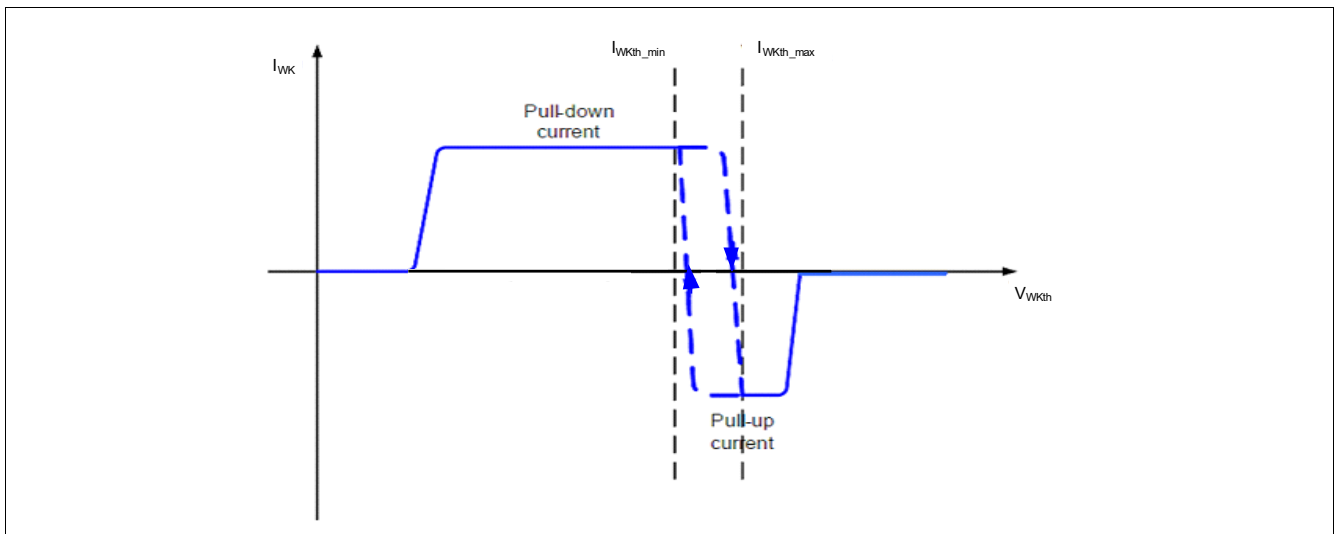 I_WKth_min
I_WKth_max
I_WK
Pull-down
current
V_WKth
Pull-up
current